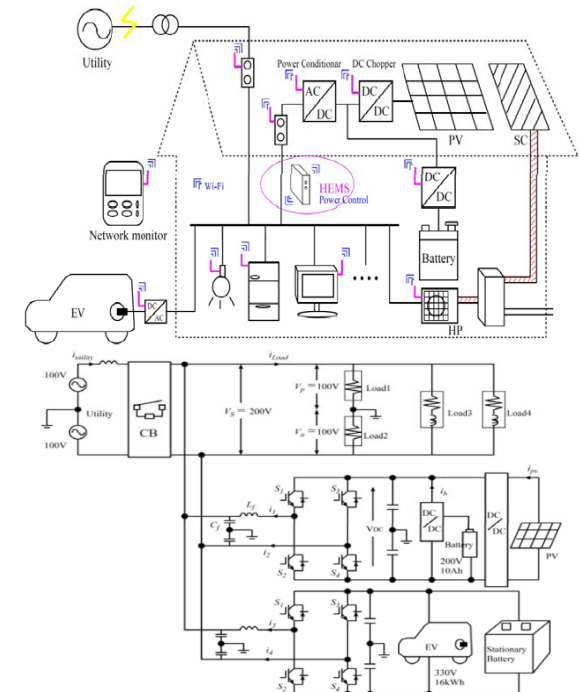 Utility
Power Conditionar
DC Chopper
AC
DC
DC
DC
PV
SC
Wi-Fi
HEMS
Power Control
DC
DC
Battery
Network monitor
EV
DC
AC
HP
i_utility
i_Load
100V
Utility
100V
CB
V_S = 200V
V_p = 100V
V_n = 100V
Load1
Load2
Load3
Load4
S_1
S_3
L_f
i_1
C_f
i_2
S_2
S_4
V_DC
i_b
DC
DC
Battery
200V
10Ah
DC
DC
i_pv
PV
S_1
S_3
i_3
i_4
S_2
S_4
EV
330V
16kWh
Stationary
Battery